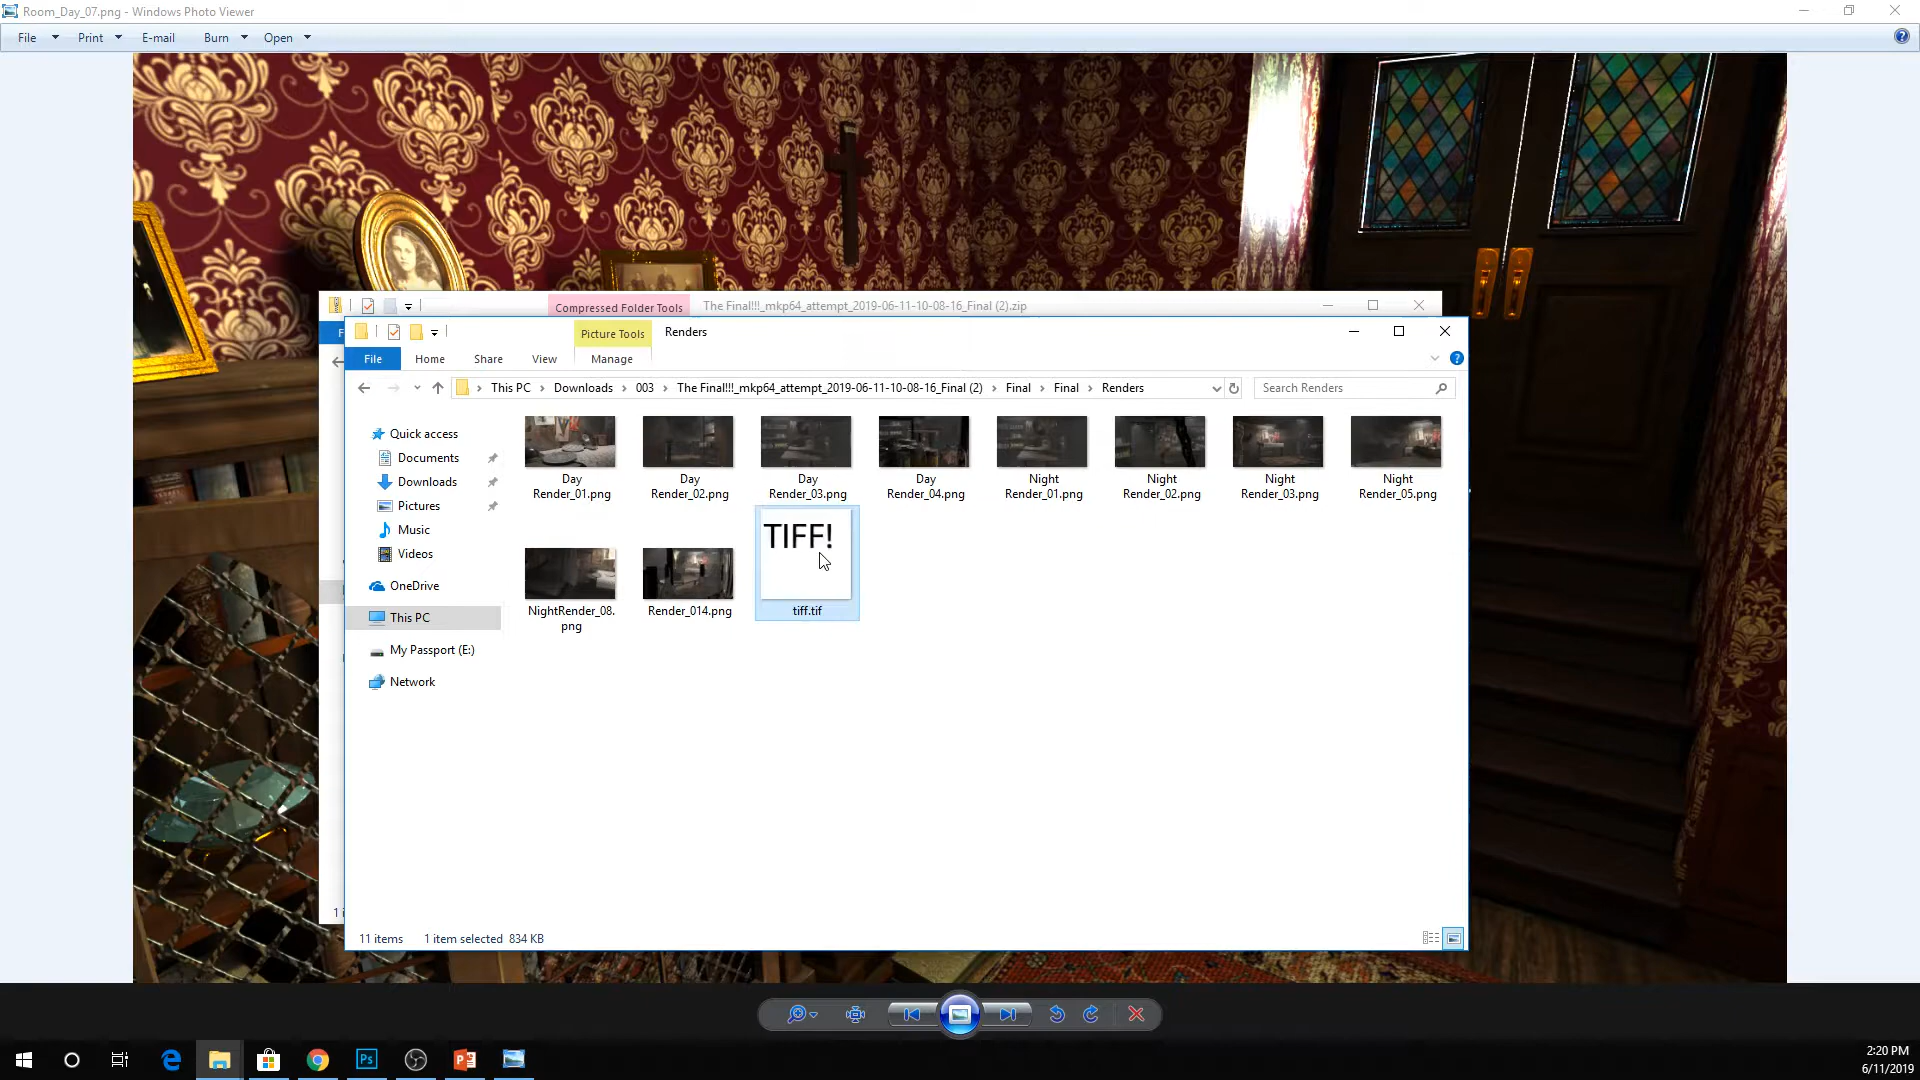 Room_Day_07.png - Windows Photo Viewer
File Print E-mail Burn Open
Compressed Folder Tools The Final!!!_mkp64_attempt_2019-06-11-10-08-16_Final (2).zip
Picture Tools Renders
File Home Share View Manage
This PC Downloads 003 The Final!!!_mkp64_attempt_2019-06-11-10-08-16_Final (2) Final Final Renders
Search Renders
Quick access
Documents
Downloads
Pictures
Music
Videos
OneDrive
This PC
My Passport (E:)
Network
Day
Render_01.png
Day
Render_02.png
Day
Render_03.png
Day
Render_04.png
Night
Render_01.png
Night
Render_02.png
Night
Render_03.png
Night
Render_05.png
NightRender_08.
png
Render_014.png
TIFF!
tiff.tif
11 items 1 item selected 834 KB
Ps
2:20 PM
6/11/2019